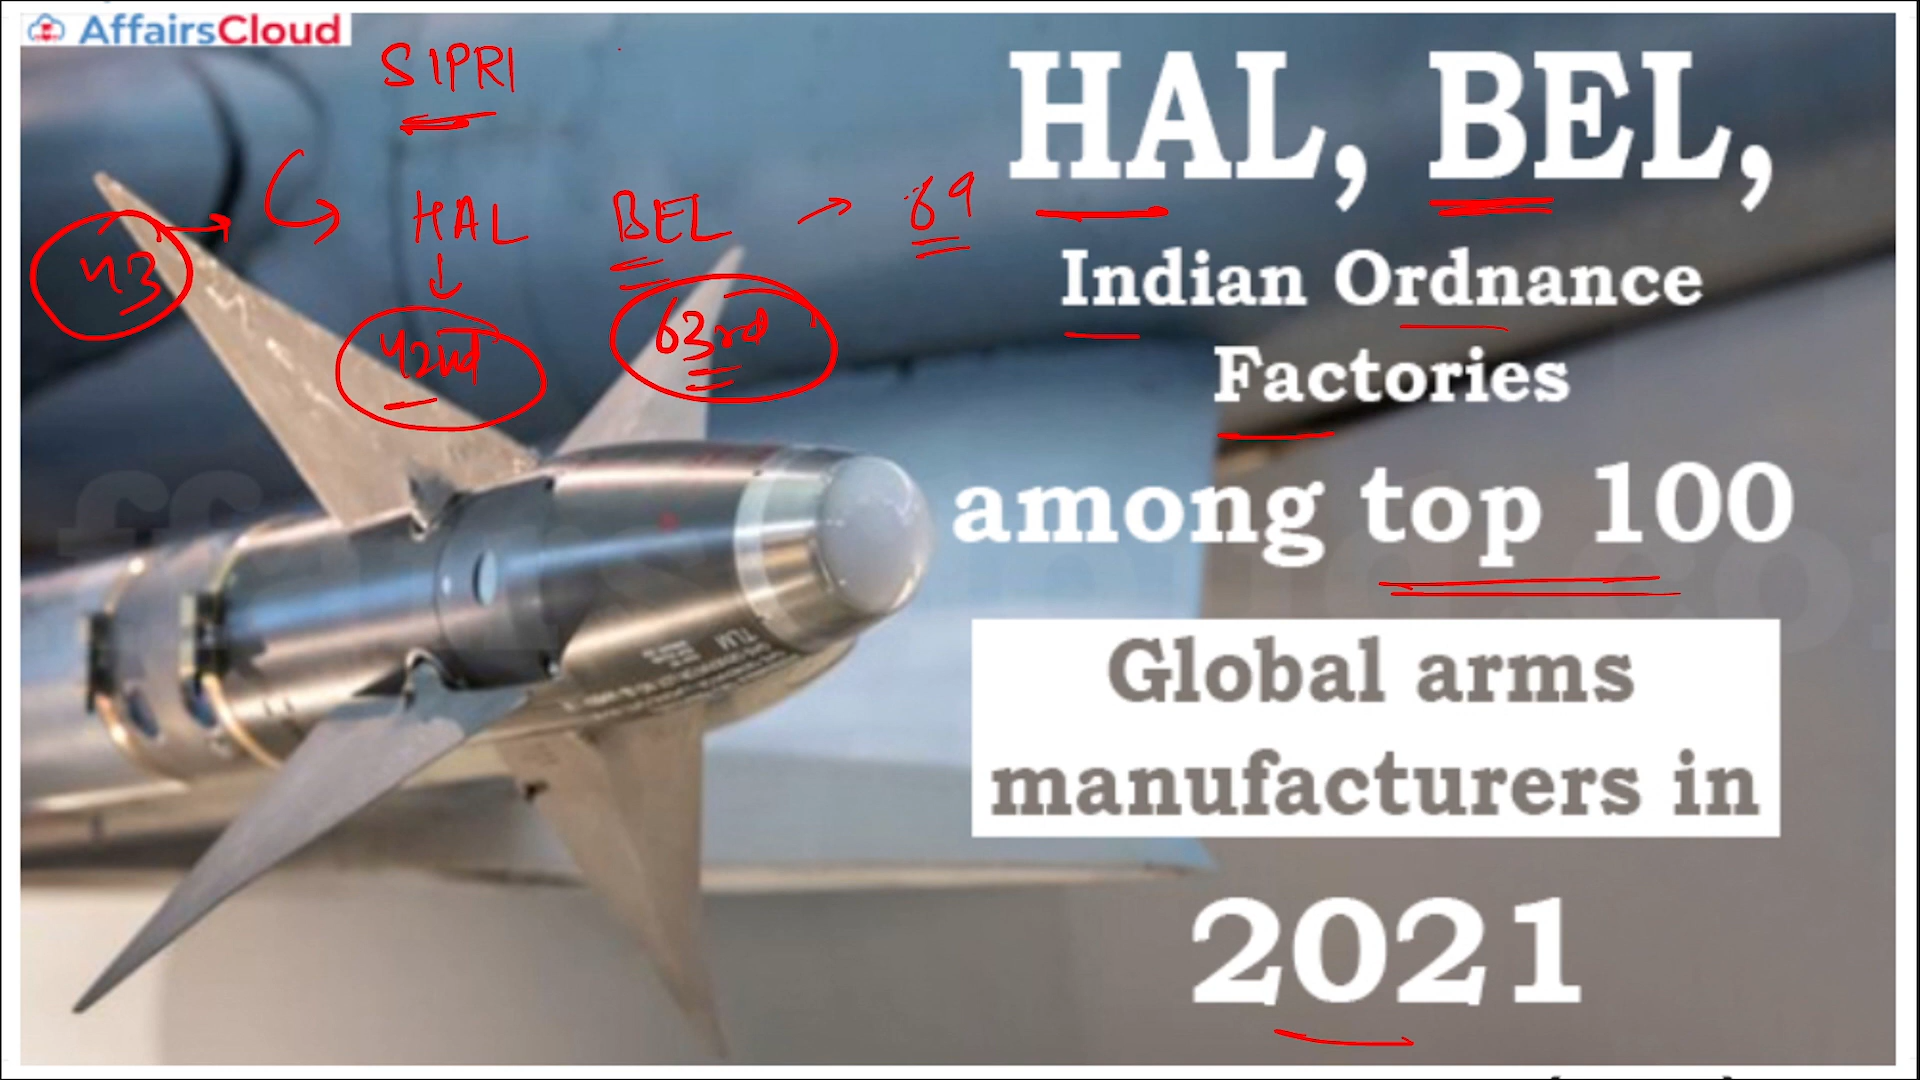 AffairsCloud
SIPRI
HAL, BEL,
HAL BEL → 69
43
42nd 63rd
Indian Ordnance
Factories
among top 100
Global arms
manufacturers in
2021